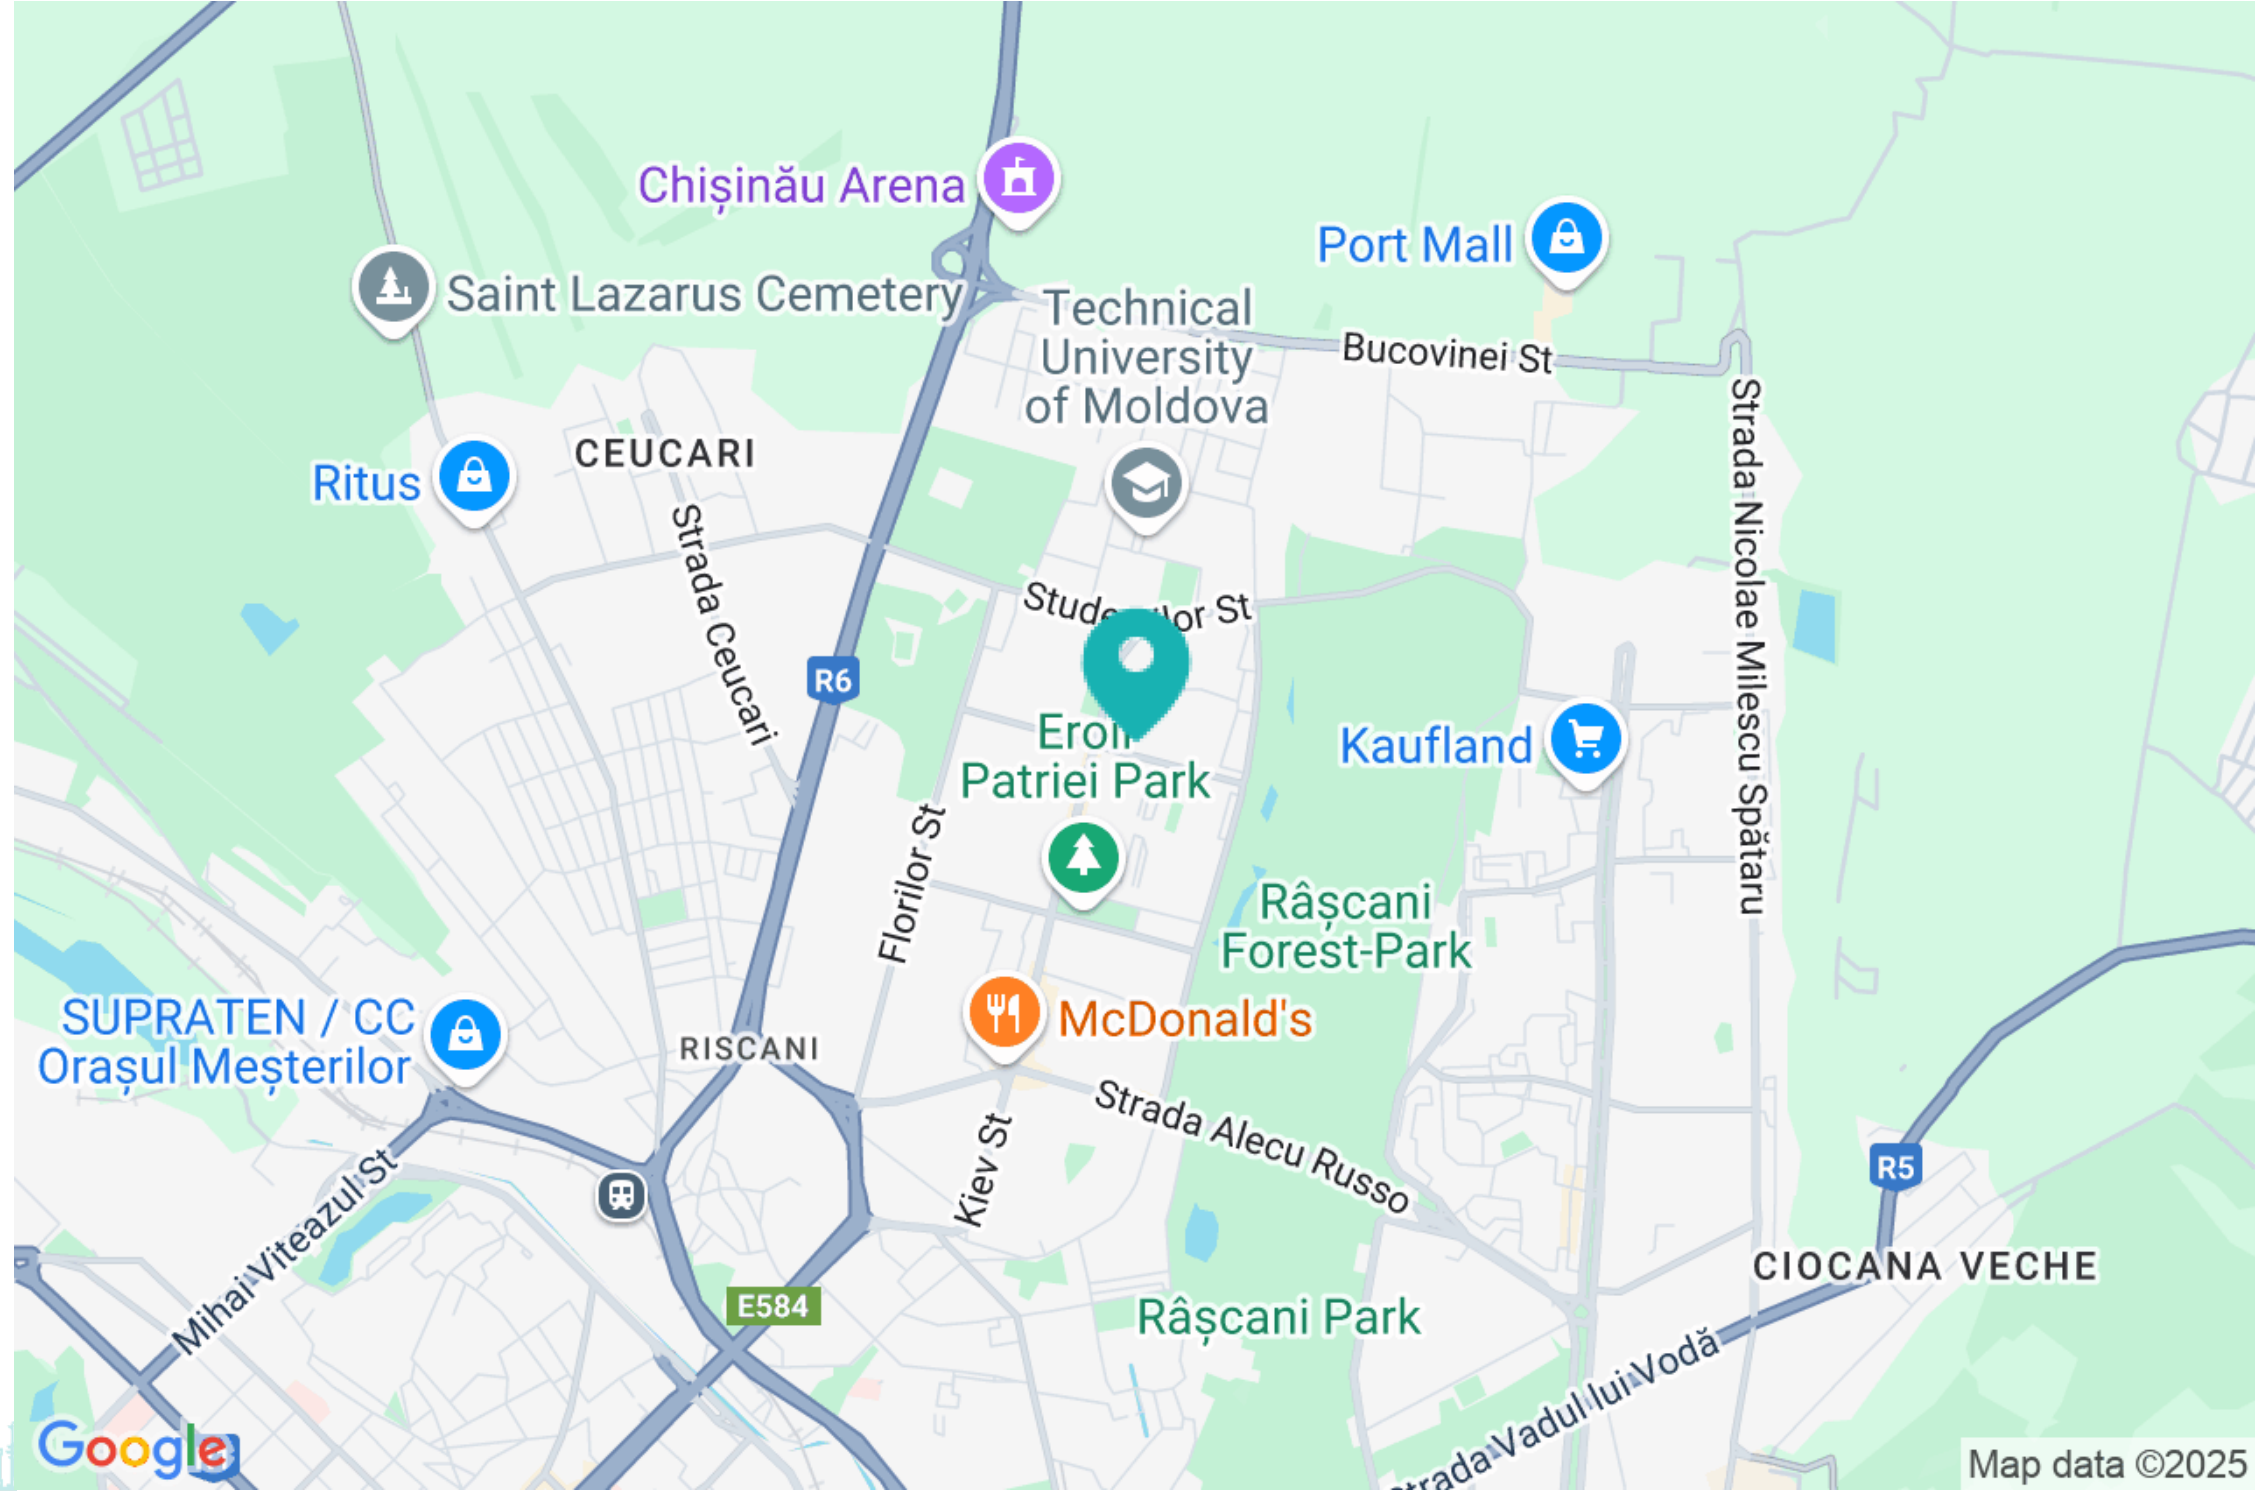 Chișinău Arena
Port Mall
Saint Lazarus Cemetery
Technical
University
of Moldova
Bucovinei St
CEUCARI
Ritus
Strada Ceucari
Strada Nicolae Milescu Spătaru
R6
Eroii
Patriei Park
Kaufland
Florilor St
Râșcani
Forest-Park
SUPRATEN / CC
Orașul Meșterilor
McDonald's
RISCANI
Strada Alecu Russo
Kiev St
Mihai Viteazul St
R5
CIOCANA VECHE
E584
Râșcani Park
Strada Vadul lui Vodă
Google
Map data ©2025